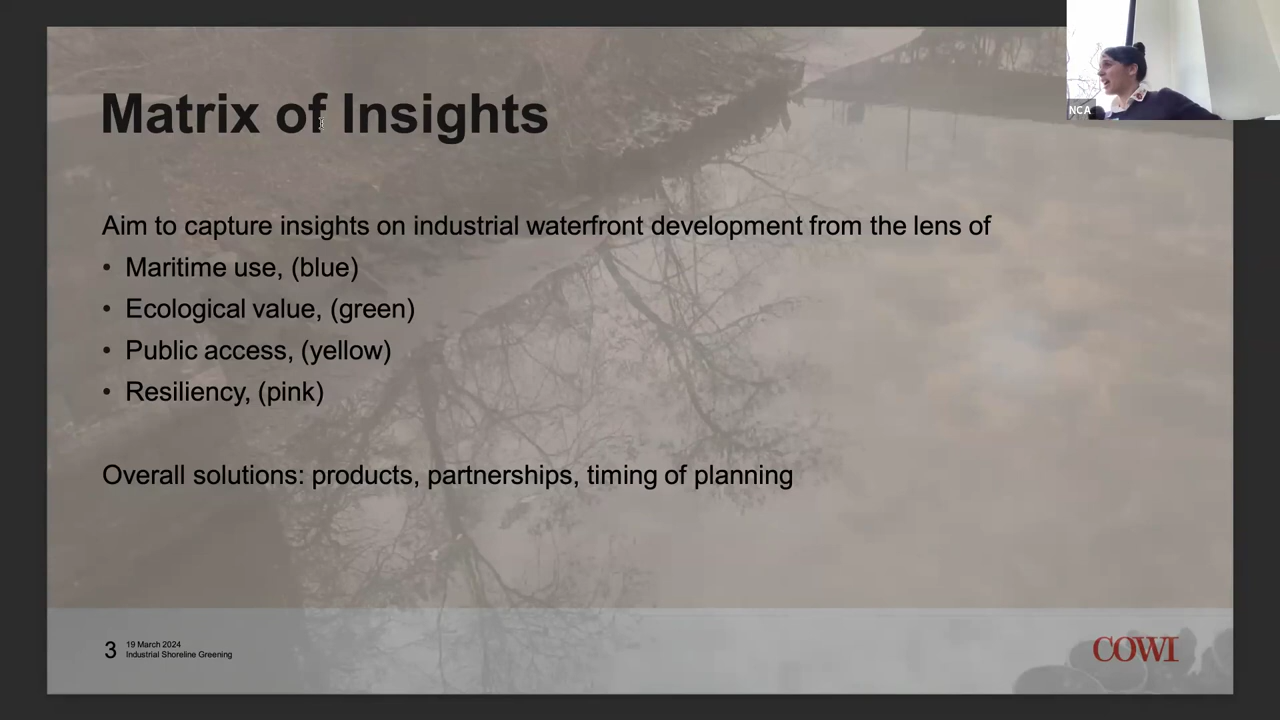 Matrix of Insights
NCA
Aim to capture insights on industrial waterfront development from the lens of
• Maritime use, (blue)
• Ecological value, (green)
• Public access, (yellow)
• Resiliency, (pink)
Overall solutions: products, partnerships, timing of planning
3
19 March 2024
Industrial Shoreline Greening
COWI